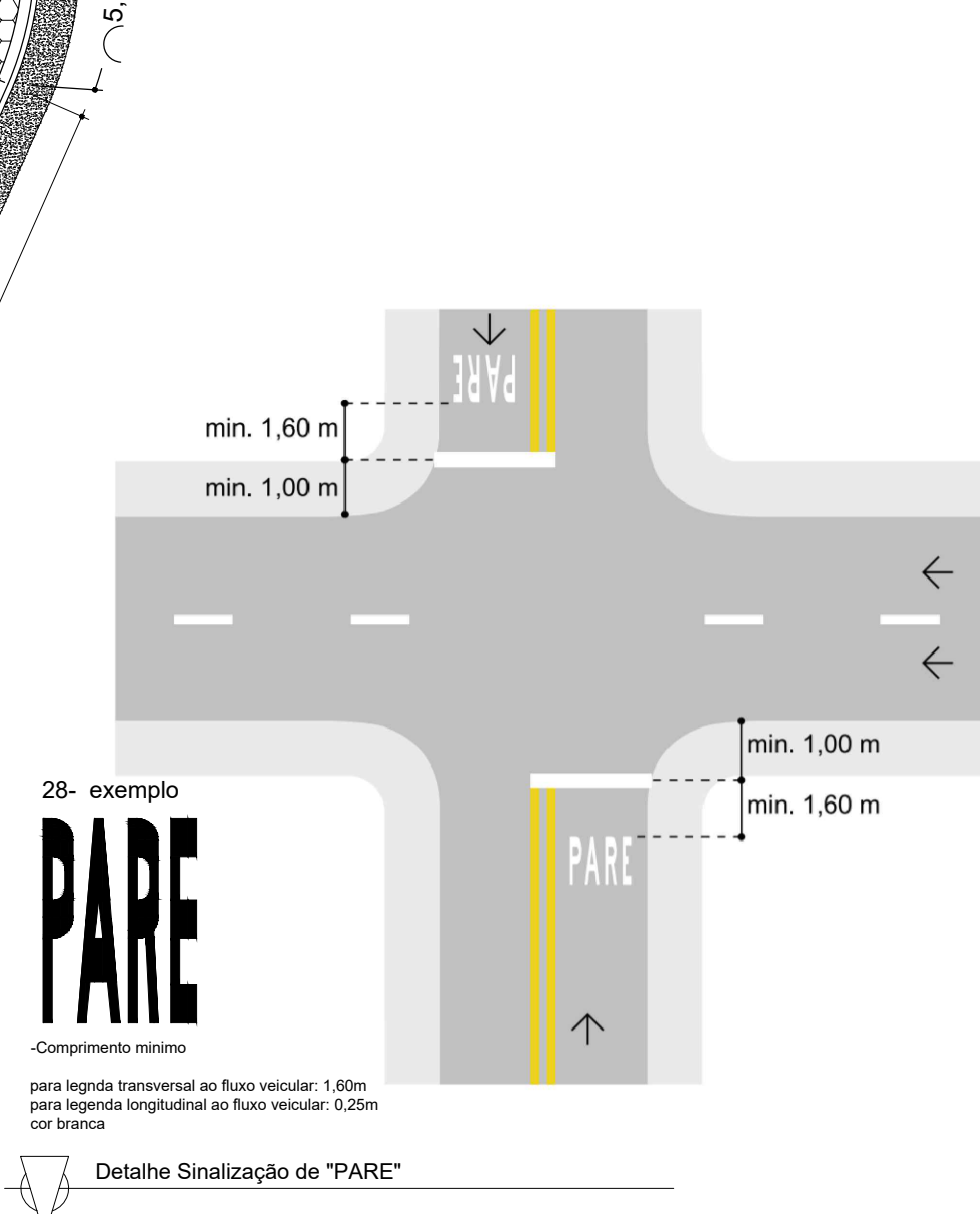 5,
PARE
min. 1,60 m
min. 1,00 m
min. 1,00 m
min. 1,60 m
PARE
28- exemplo
PARE
-Comprimento minimo
para legnda transversal ao fluxo veicular: 1,60m
para legenda longitudinal ao fluxo veicular: 0,25m
cor branca
Detalhe Sinalização de "PARE"